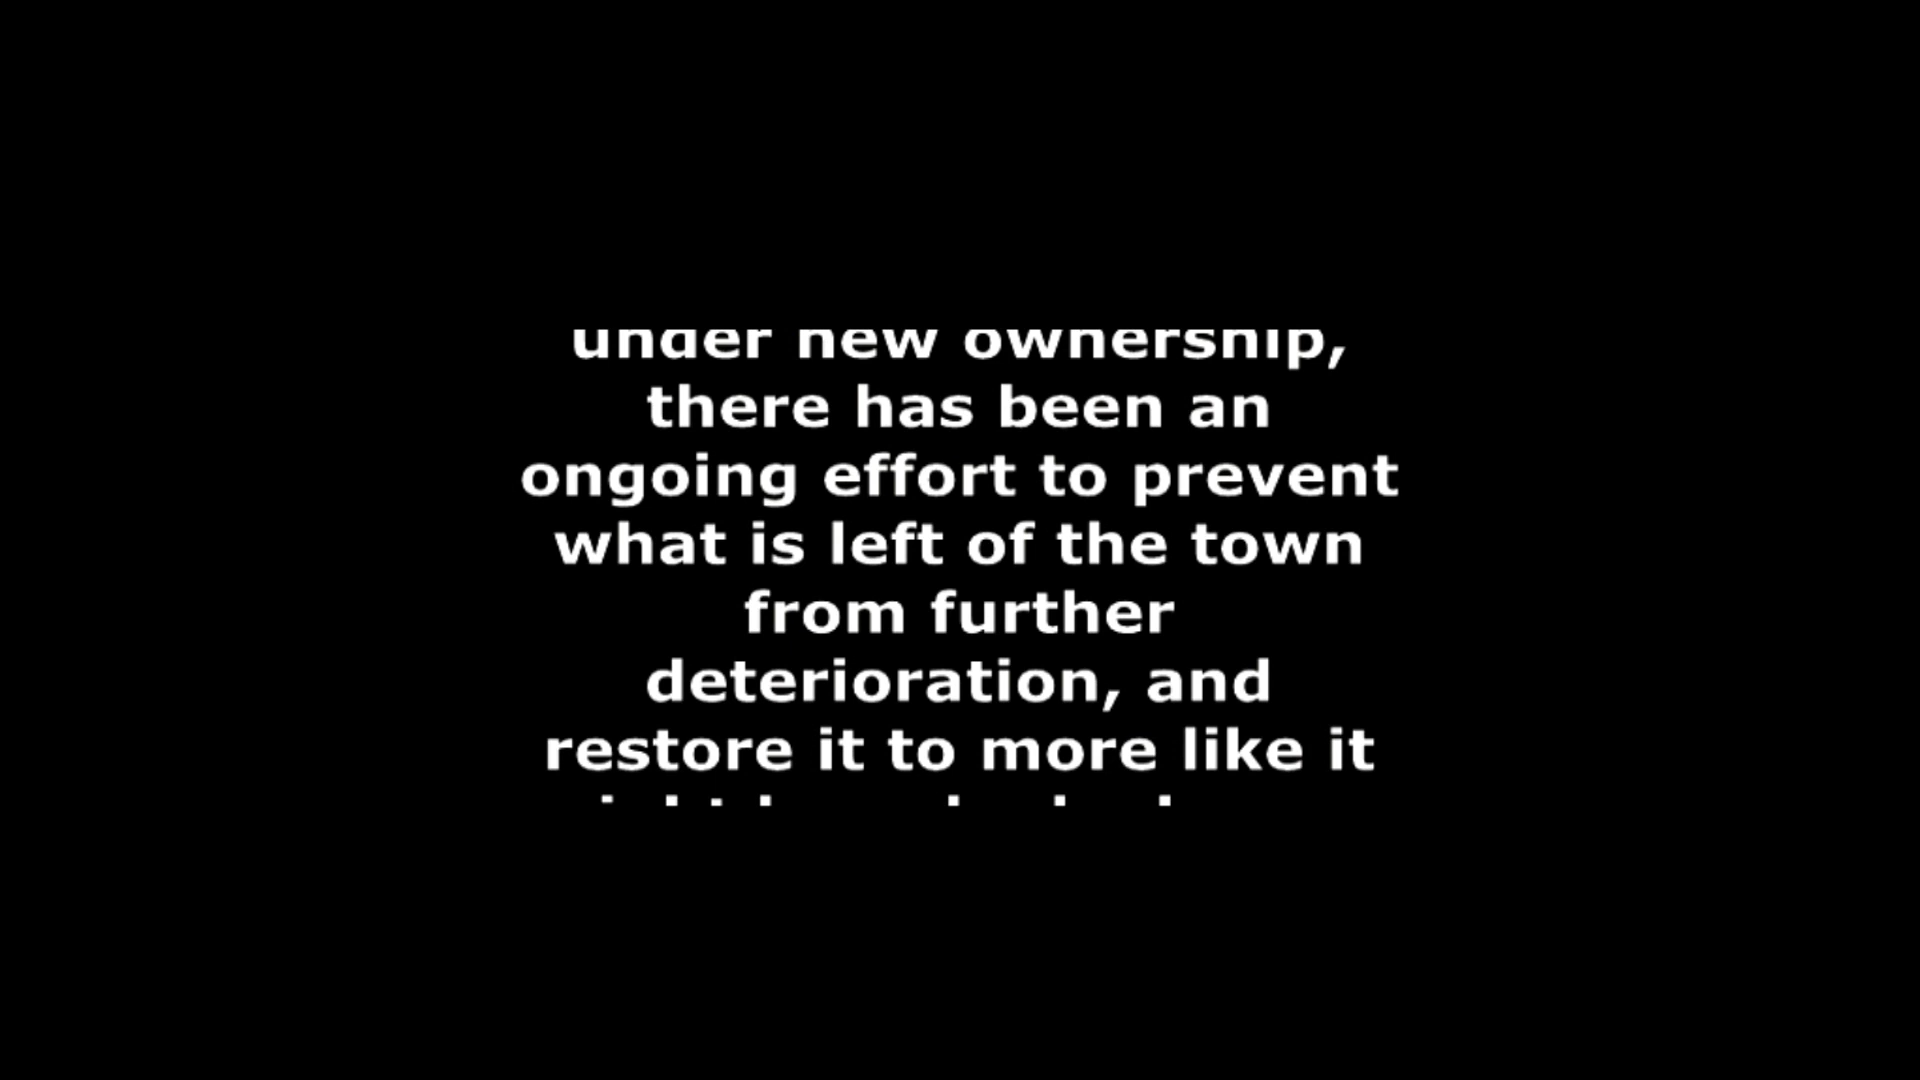 under new ownership,
there has been an
ongoing effort to prevent
what is left of the town
from further
deterioration, and
restore it to more like it